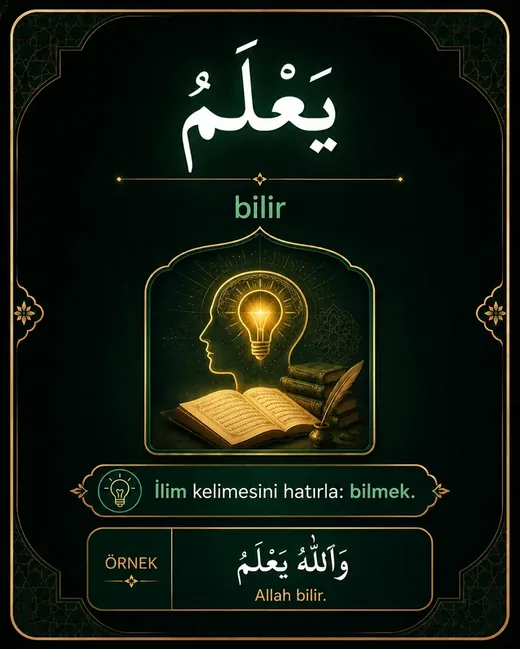 يَعْلَمُ
bilir
İlim kelimesini hatırla: bilmek.
ÖRNEK
وَاللّٰهُ يَعْلَمُ
Allah bilir.